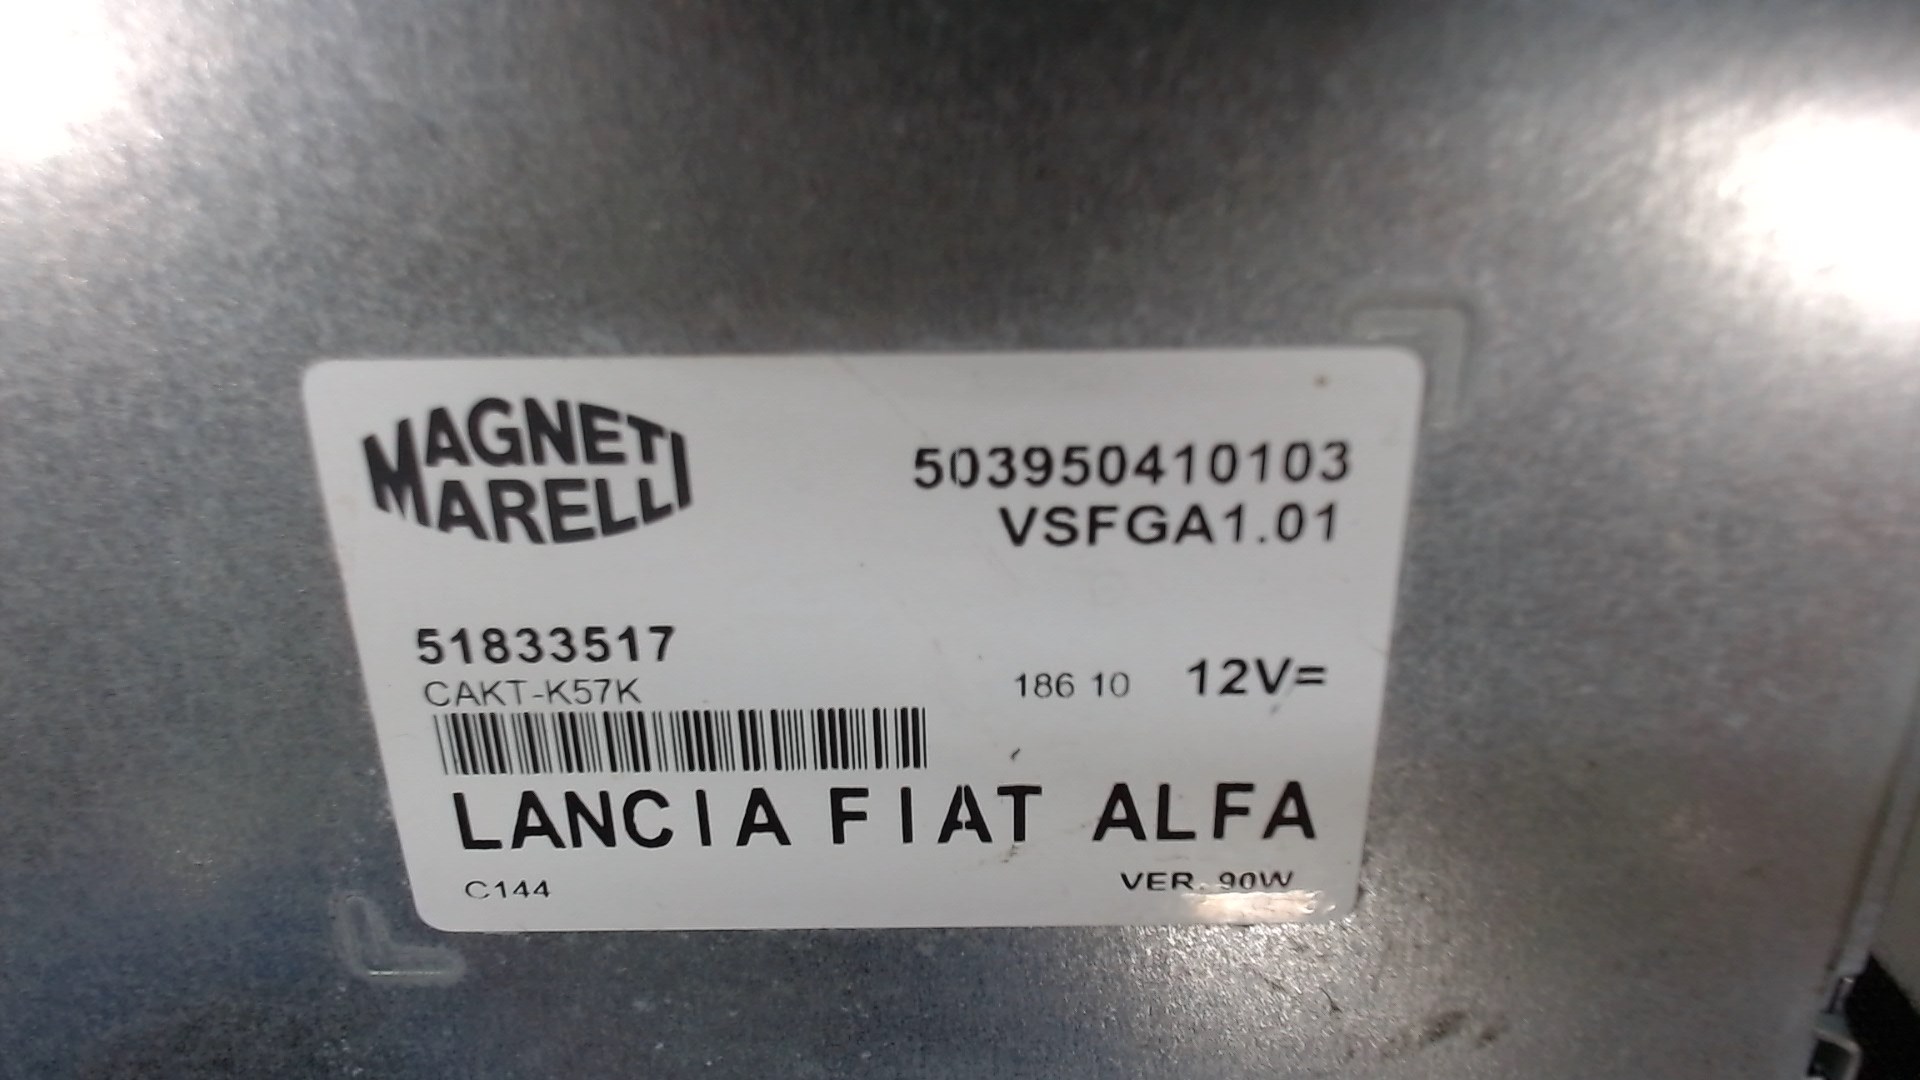 MAGNETI
MARELLI
503950410103
VSFGA1.01
51833517
CAKT-K57K
186 10 12V=
LANCIA FIAT ALFA
C144
VER. 90W